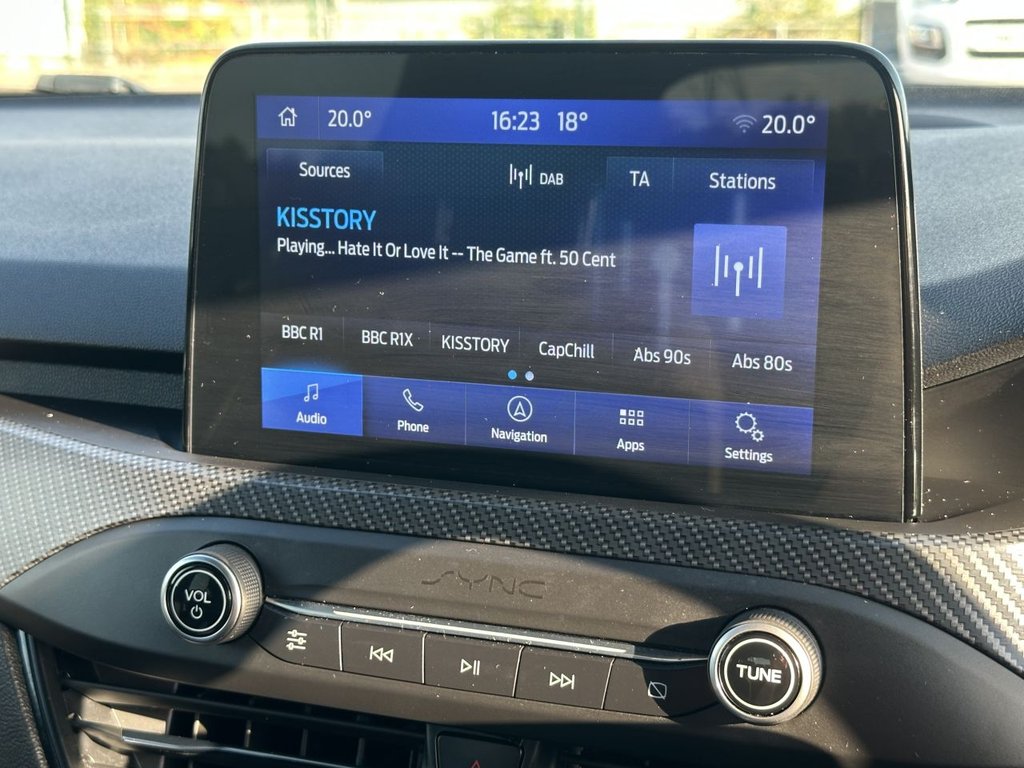 20.0° 16:23 18° 20.0°
Sources DAB TA Stations
KISSTORY
Playing... Hate It Or Love It -- The Game ft. 50 Cent
BBC R1 BBC R1X KISSTORY CapChill Abs 90s Abs 80s
Audio Phone Navigation Apps Settings
SYNC
VOL
TUNE